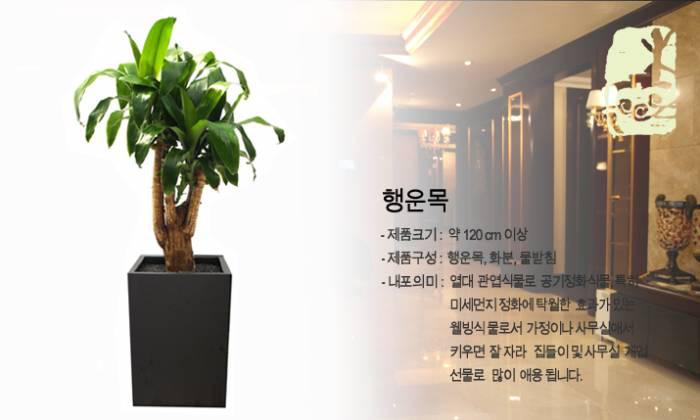 행운목
- 제품크기 : 약 120 cm 이상
- 제품구성 : 행운목, 화분, 물받침
- 내포의미 : 열대 관엽식물로 공기정화식물, 특히
미세먼지 정화에 탁월한 효과가 있는
웰빙식물로서 가정이나 사무실에서
키우면 잘 자라 집들이 및 사무실 개업
선물로 많이 애용 됩니다.